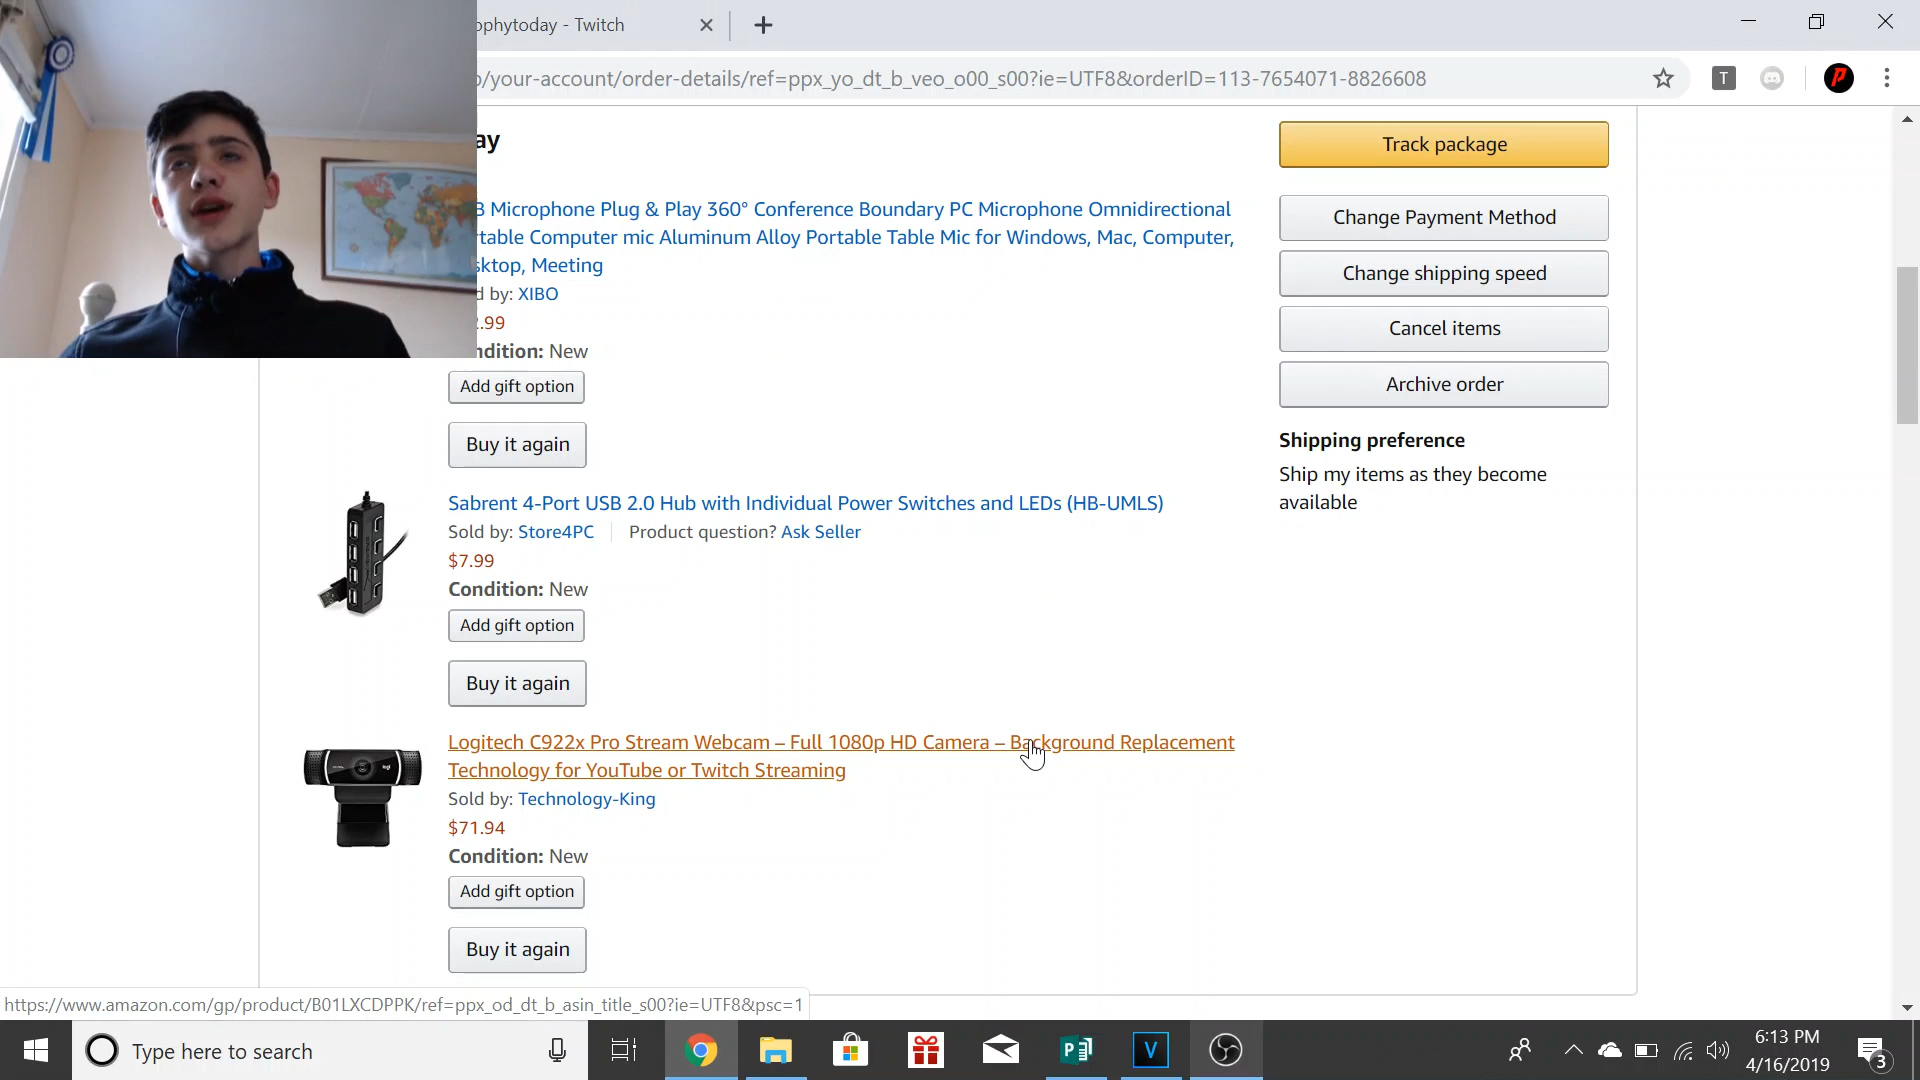 ophytoday - Twitch
/your-account/order-details/ref=ppx_yo_dt_b_veo_o00_s00?ie=UTF8&orderID=113-7654071-8826608
T
ay
B Microphone Plug & Play 360° Conference Boundary PC Microphone Omnidirectional
rtable Computer mic Aluminum Alloy Portable Table Mic for Windows, Mac, Computer,
sktop, Meeting
d by: XIBO
.99
ndition: New
Add gift option
Buy it again
Track package
Change Payment Method
Change shipping speed
Cancel items
Archive order
Shipping preference
Ship my items as they become
available
Sabrent 4-Port USB 2.0 Hub with Individual Power Switches and LEDs (HB-UMLS)
Sold by: Store4PC Product question? Ask Seller
$7.99
Condition: New
Add gift option
Buy it again
Logitech C922x Pro Stream Webcam – Full 1080p HD Camera – Background Replacement
Technology for YouTube or Twitch Streaming
Sold by: Technology-King
$71.94
Condition: New
Add gift option
Buy it again
https://www.amazon.com/gp/product/B01LXCDPPK/ref=ppx_od_dt_b_asin_title_s00?ie=UTF8&psc=1
Type here to search
P
V
6:13 PM
4/16/2019
3